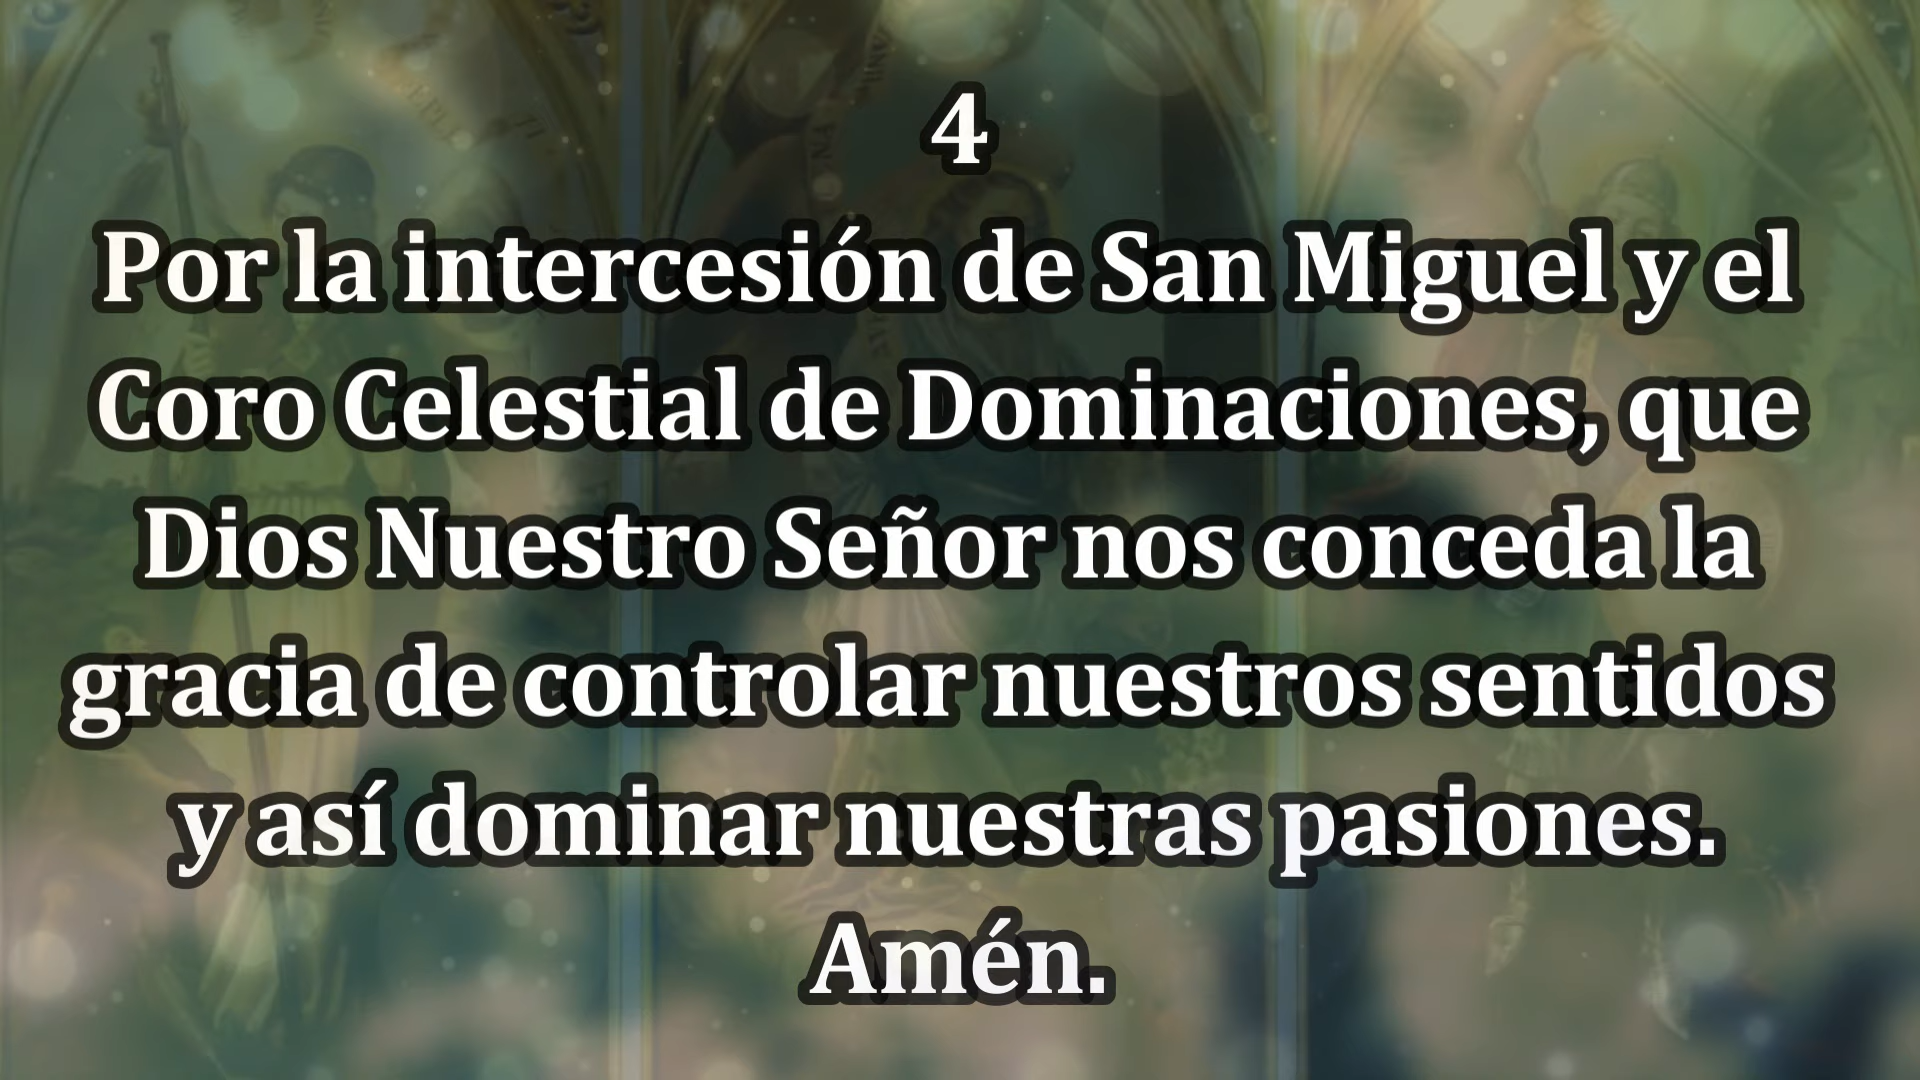 4
Por la intercesión de San Miguel y el
Coro Celestial de Dominaciones, que
Dios Nuestro Señor nos conceda la
gracia de controlar nuestros sentidos
y así dominar nuestras pasiones.
Amén.